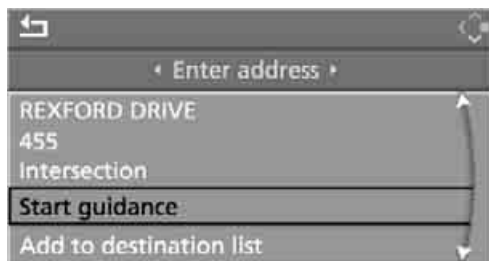 Enter address
REXFORD DRIVE
455
Intersection
Start guidance
Add to destination list